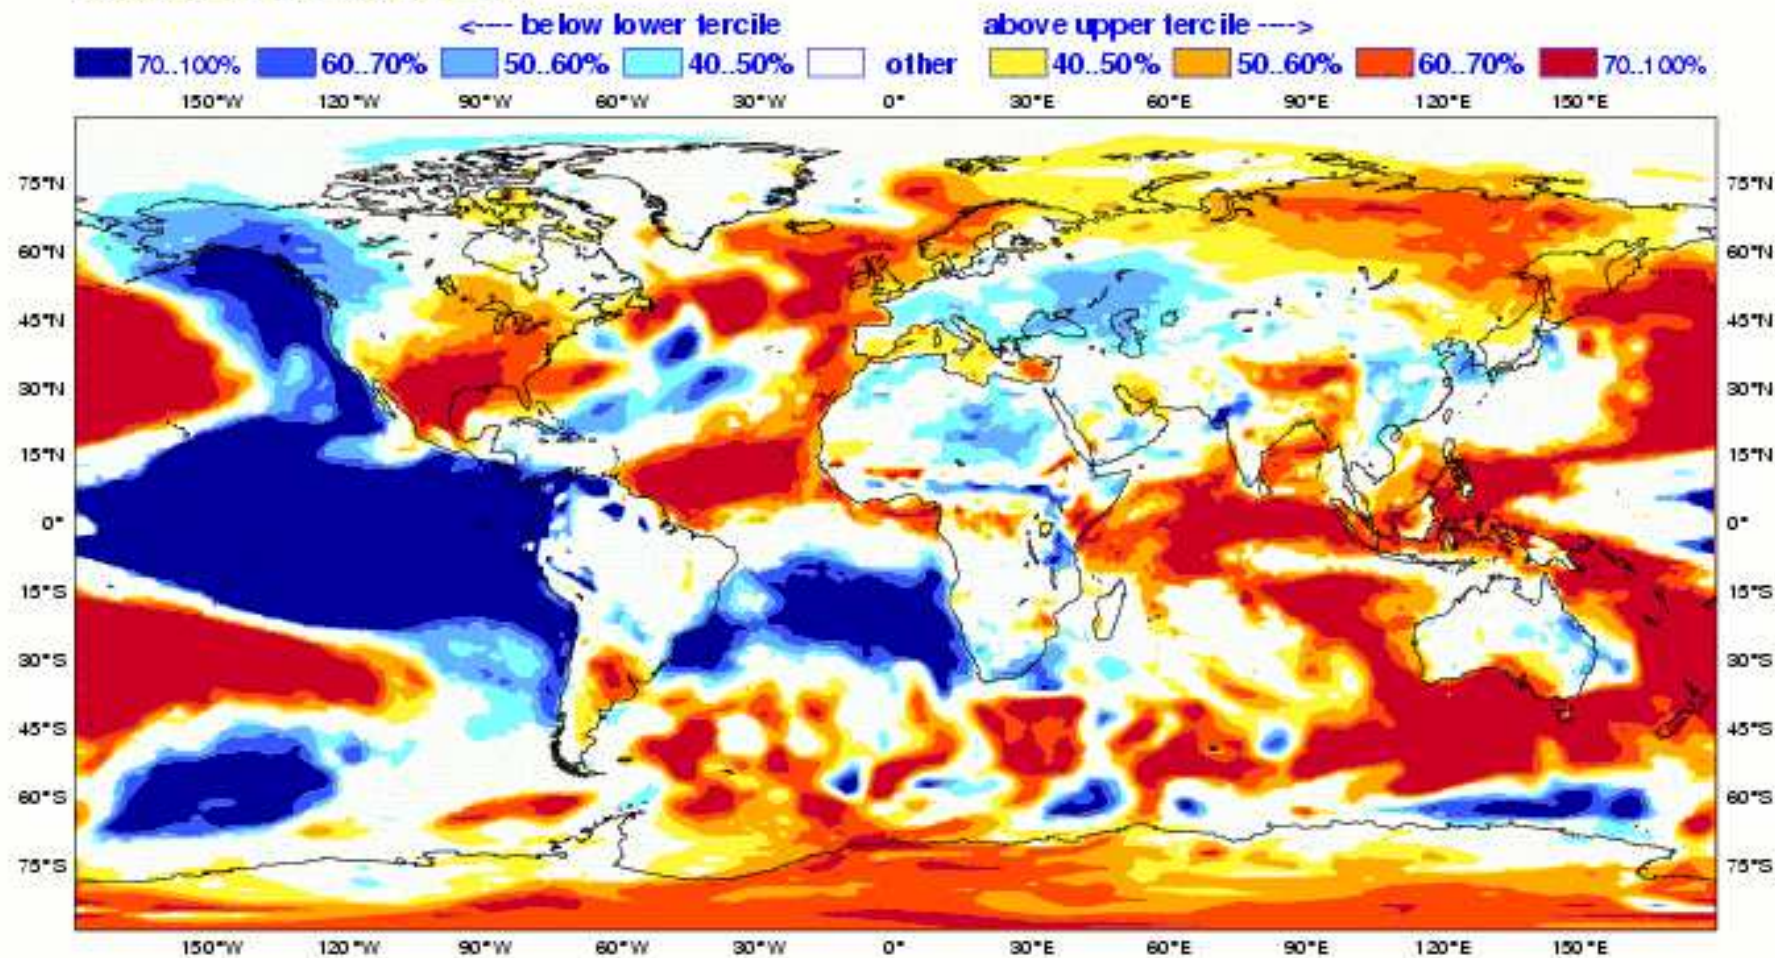 <---- below lower tercile above upper tercile ---->
70..100% 60..70% 50..60% 40..50% other 40..50% 50..60% 60..70% 70..100%
150°W 120°W 90°W 60°W 30°W 0° 30°E 60°E 90°E 120°E 150°E
75°N 75°N
60°N 60°N
45°N 45°N
30°N 30°N
15°N 15°N
0° 0°
15°S 15°S
30°S 30°S
45°S 45°S
60°S 60°S
75°S 75°S
150°W 120°W 90°W 60°W 30°W 0° 30°E 60°E 90°E 120°E 150°E